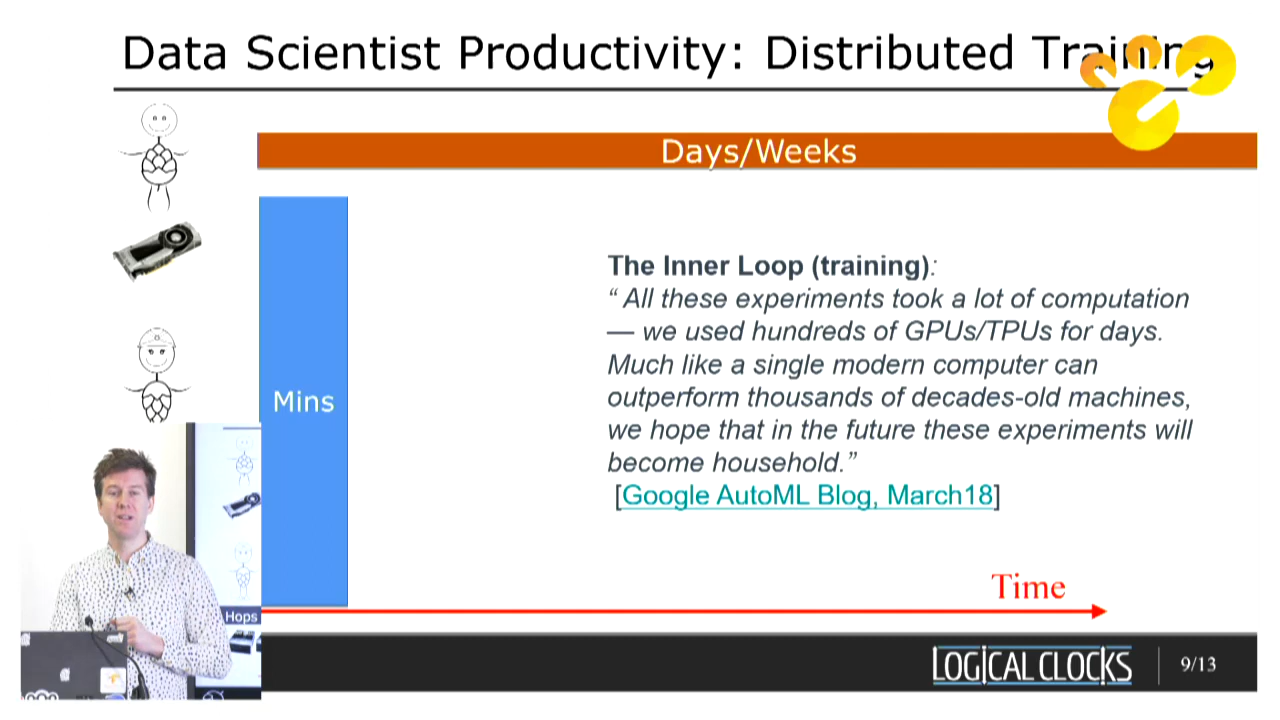 Data Scientist Productivity: Distributed Training
Days/Weeks
Mins
The Inner Loop (training):
“ All these experiments took a lot of computation
— we used hundreds of GPUs/TPUs for days.
Much like a single modern computer can
outperform thousands of decades-old machines,
we hope that in the future these experiments will
become household.”
[Google AutoML Blog, March18]
Time
Hops
LOGICAL CLOCKS
9/13